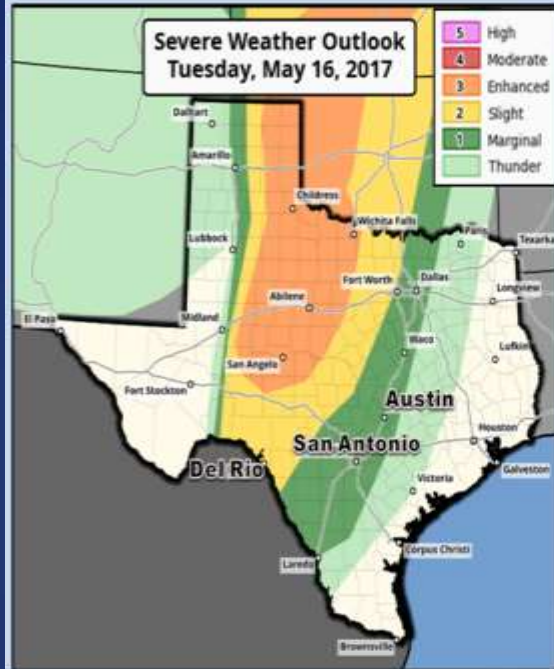 Severe Weather Outlook
Tuesday, May 16, 2017
5 High
4 Moderate
3 Enhanced
2 Slight
1 Marginal
Thunder
Dalhart
Amarillo
Childress
Wichita Falls
Paris
Texarka
Lubbock
Fort Worth
Dallas
Longview
Abilene
El Paso
Midland
Waco
Lufkin
San Angelo
Fort Stockton
Austin
Houston
San Antonio
Galveston
Del Rio
Victoria
Corpus Christi
Laredo
Brownsville